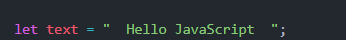 let text = "  Hello JavaScript  ";